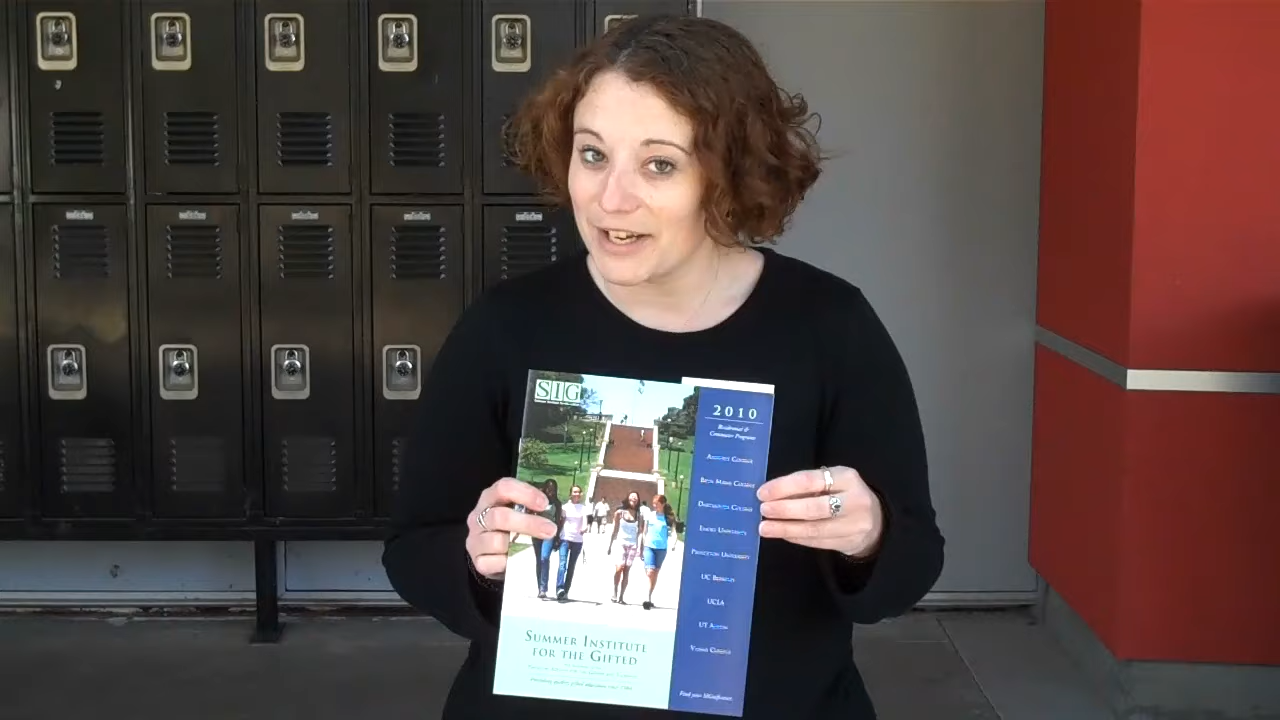 SIG
2010
Residential &
Commuter Programs
Amherst College
Bryn Mawr College
Dartmouth College
Emory University
Princeton University
UC Berkeley
UCLA
UT Austin
Vassar College
Summer Institute
for the Gifted